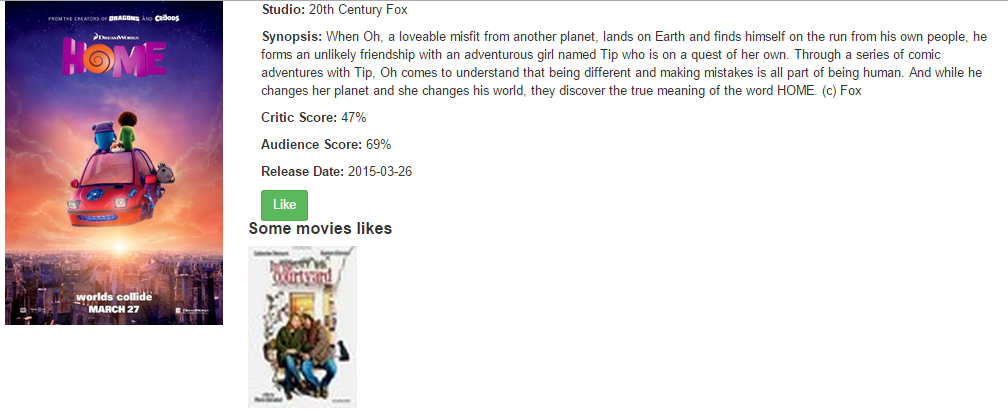 FROM THE CREATORS OF DRAGONS AND THE CROODS
DREAMWORKS
HOME
worlds collide
MARCH 27
DREAMWORKS
Studio: 20th Century Fox
Synopsis: When Oh, a loveable misfit from another planet, lands on Earth and finds himself on the run from his own people, he
forms an unlikely friendship with an adventurous girl named Tip who is on a quest of her own. Through a series of comic
adventures with Tip, Oh comes to understand that being different and making mistakes is all part of being human. And while he
changes her planet and she changes his world, they discover the true meaning of the word HOME. (c) Fox
Critic Score: 47%
Audience Score: 69%
Release Date: 2015-03-26
Like
Some movies likes
Courtyard